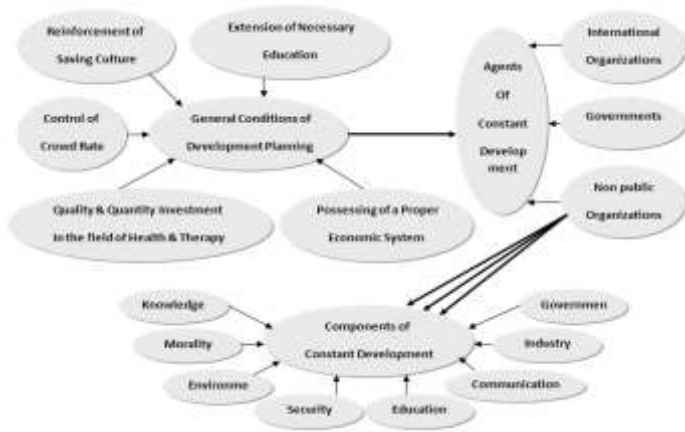 Reinforcement of
Saving Culture
Extension of Necessary
Education
International
Organizations
Agents
Of
Constant
Develop
ment
Control of
Crowd Rate
General Conditions of
Development Planning
Governments
Non public
Organizations
Quality & Quantity Investment
In the field of Health & Therapy
Possessing of a Proper
Economic System
Knowledge
Governmen
Components of
Constant Development
Morality
Industry
Environme
Communication
Security
Education